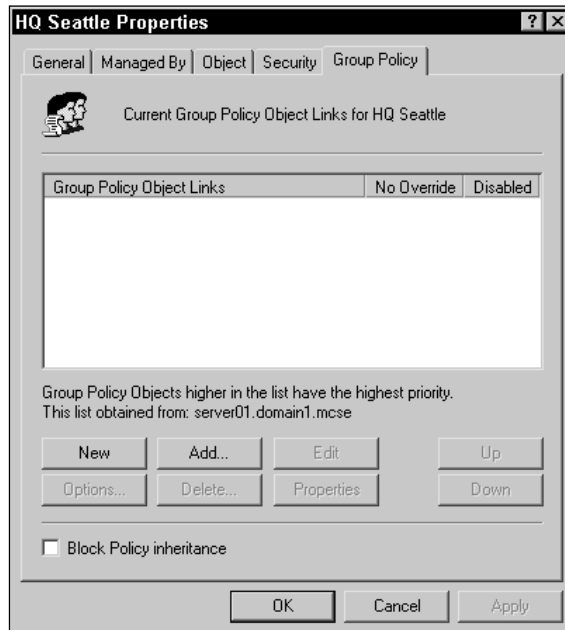 HQ Seattle Properties ? ×
General Managed By Object Security Group Policy
Current Group Policy Object Links for HQ Seattle
Group Policy Object Links No Override Disabled
Group Policy Objects higher in the list have the highest priority.
This list obtained from: server01.domain1.mcse
New Add... Edit Up
Options... Delete... Properties Down
Block Policy inheritance
OK Cancel Apply